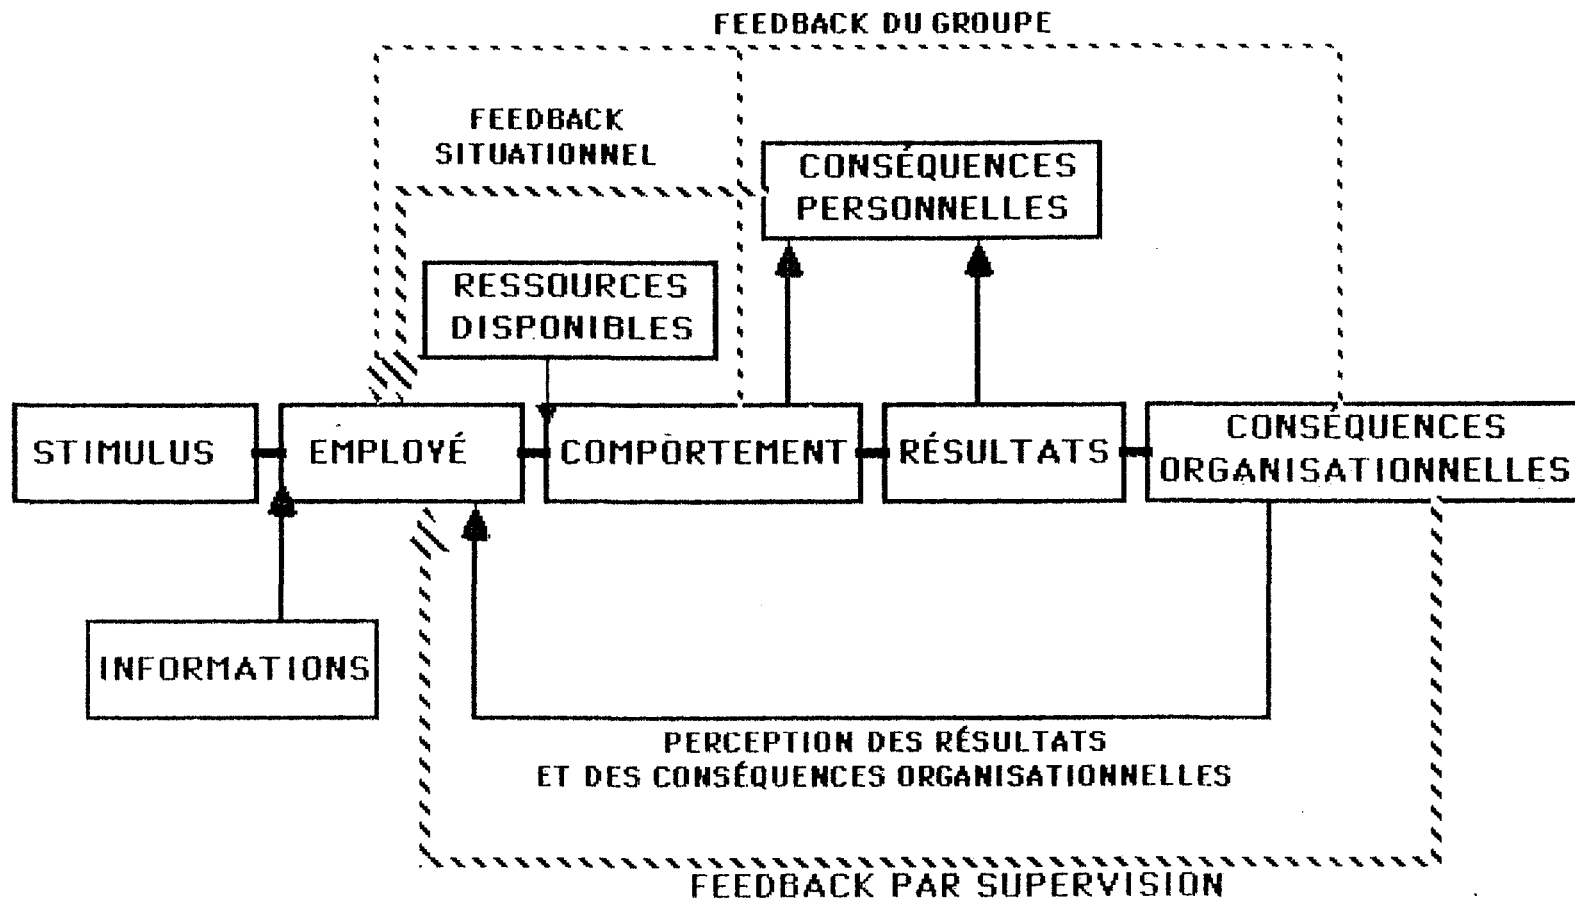 FEEDBACK DU GROUPE
FEEDBACK
SITUATIONNEL
CONSÉQUENCES
PERSONNELLES
RESSOURCES
DISPONIBLES
STIMULUS
EMPLOYÉ
COMPORTEMENT
RÉSULTATS
CONSÉQUENCES
ORGANISATIONNELLES
INFORMATIONS
PERCEPTION DES RÉSULTATS
ET DES CONSÉQUENCES ORGANISATIONNELLES
FEEDBACK PAR SUPERVISION